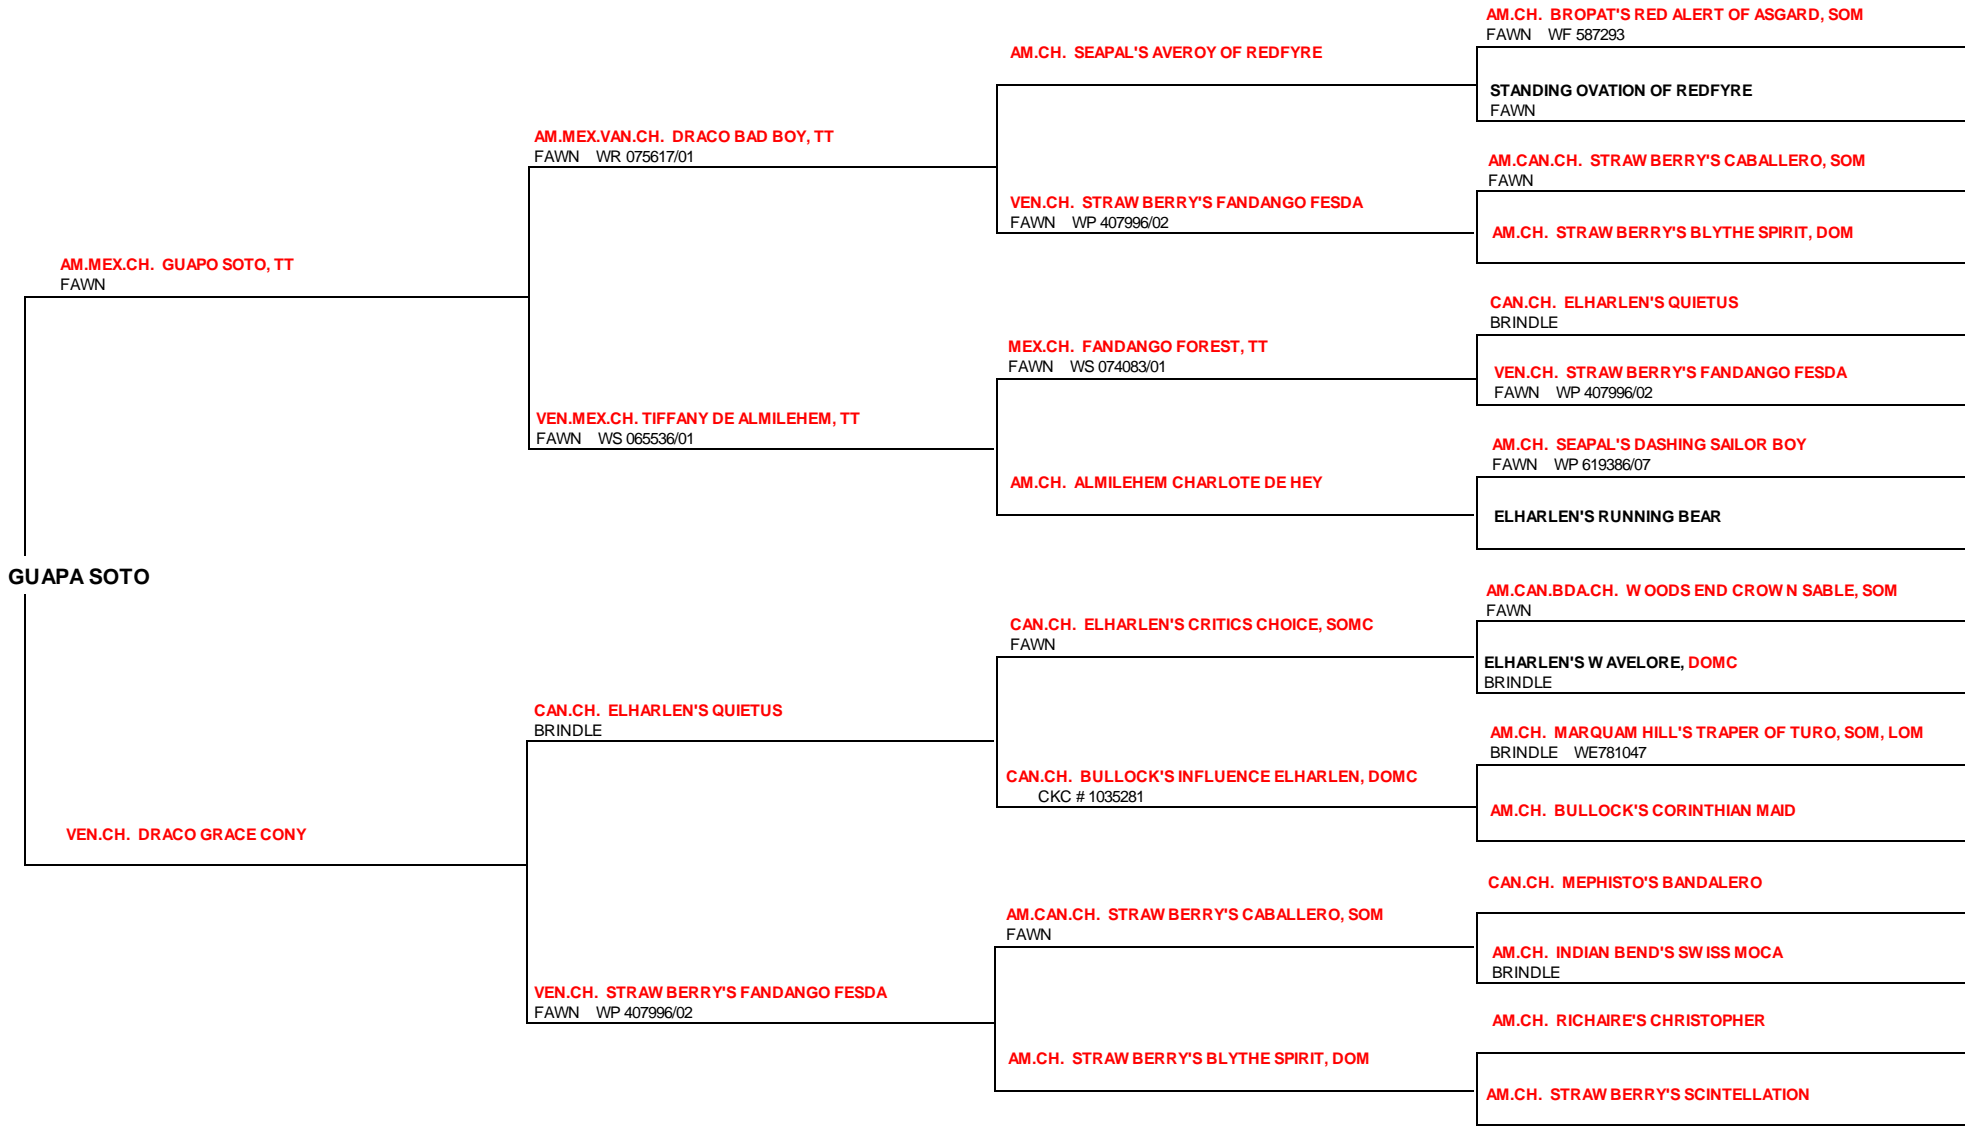 GUAPA SOTO
AM.MEX.CH. GUAPO SOTO, TT
FAWN
VEN.CH. DRACO GRACE CONY
AM.MEX.VAN.CH. DRACO BAD BOY, TT
FAWN WR 075617/01
VEN.MEX.CH. TIFFANY DE ALMILEHEM, TT
FAWN WS 065536/01
CAN.CH. ELHARLEN'S QUIETUS
BRINDLE
VEN.CH. STRAW BERRY'S FANDANGO FESDA
FAWN WP 407996/02
AM.CH. SEAPAL'S AVEROY OF REDFYRE
VEN.CH. STRAW BERRY'S FANDANGO FESDA
FAWN WP 407996/02
MEX.CH. FANDANGO FOREST, TT
FAWN WS 074083/01
AM.CH. ALMILEHEM CHARLOTE DE HEY
CAN.CH. ELHARLEN'S CRITICS CHOICE, SOMC
FAWN
CAN.CH. BULLOCK'S INFLUENCE ELHARLEN, DOMC
CKC # 1035281
AM.CAN.CH. STRAW BERRY'S CABALLERO, SOM
FAWN
AM.CH. STRAW BERRY'S BLYTHE SPIRIT, DOM
AM.CH. BROPAT'S RED ALERT OF ASGARD, SOM
FAWN WF 587293
STANDING OVATION OF REDFYRE
FAWN
AM.CAN.CH. STRAW BERRY'S CABALLERO, SOM
FAWN
AM.CH. STRAW BERRY'S BLYTHE SPIRIT, DOM
CAN.CH. ELHARLEN'S QUIETUS
BRINDLE
VEN.CH. STRAW BERRY'S FANDANGO FESDA
FAWN WP 407996/02
AM.CH. SEAPAL'S DASHING SAILOR BOY
FAWN WP 619386/07
ELHARLEN'S RUNNING BEAR
AM.CAN.BDA.CH. W OODS END CROW N SABLE, SOM
FAWN
ELHARLEN'S W AVELORE, DOMC
BRINDLE
AM.CH. MARQUAM HILL'S TRAPER OF TURO, SOM, LOM
BRINDLE WE781047
AM.CH. BULLOCK'S CORINTHIAN MAID
CAN.CH. MEPHISTO'S BANDALERO
AM.CH. INDIAN BEND'S SW ISS MOCA
BRINDLE
AM.CH. RICHAIRE'S CHRISTOPHER
AM.CH. STRAW BERRY'S SCINTELLATION